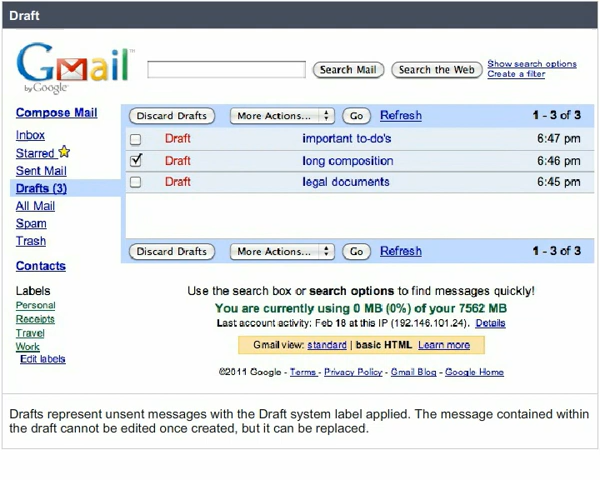 Draft
Gmail™
by Google
Search Mail Search the Web Show search options
Create a filter
Compose Mail
Inbox
Starred
Sent Mail
Drafts (3)
All Mail
Spam
Trash
Contacts
Labels
Personal
Receipts
Travel
Work
Edit labels
Discard Drafts More Actions... Go Refresh 1 - 3 of 3
Draft important to-do's 6:47 pm
Draft long composition 6:46 pm
Draft legal documents 6:45 pm
Discard Drafts More Actions... Go Refresh 1 - 3 of 3
Use the search box or search options to find messages quickly!
You are currently using 0 MB (0%) of your 7562 MB
Last account activity: Feb 18 at this IP (192.146.101.24). Details
Gmail view: standard | basic HTML Learn more
©2011 Google - Terms - Privacy Policy - Gmail Blog - Google Home
Drafts represent unsent messages with the Draft system label applied. The message contained within
the draft cannot be edited once created, but it can be replaced.